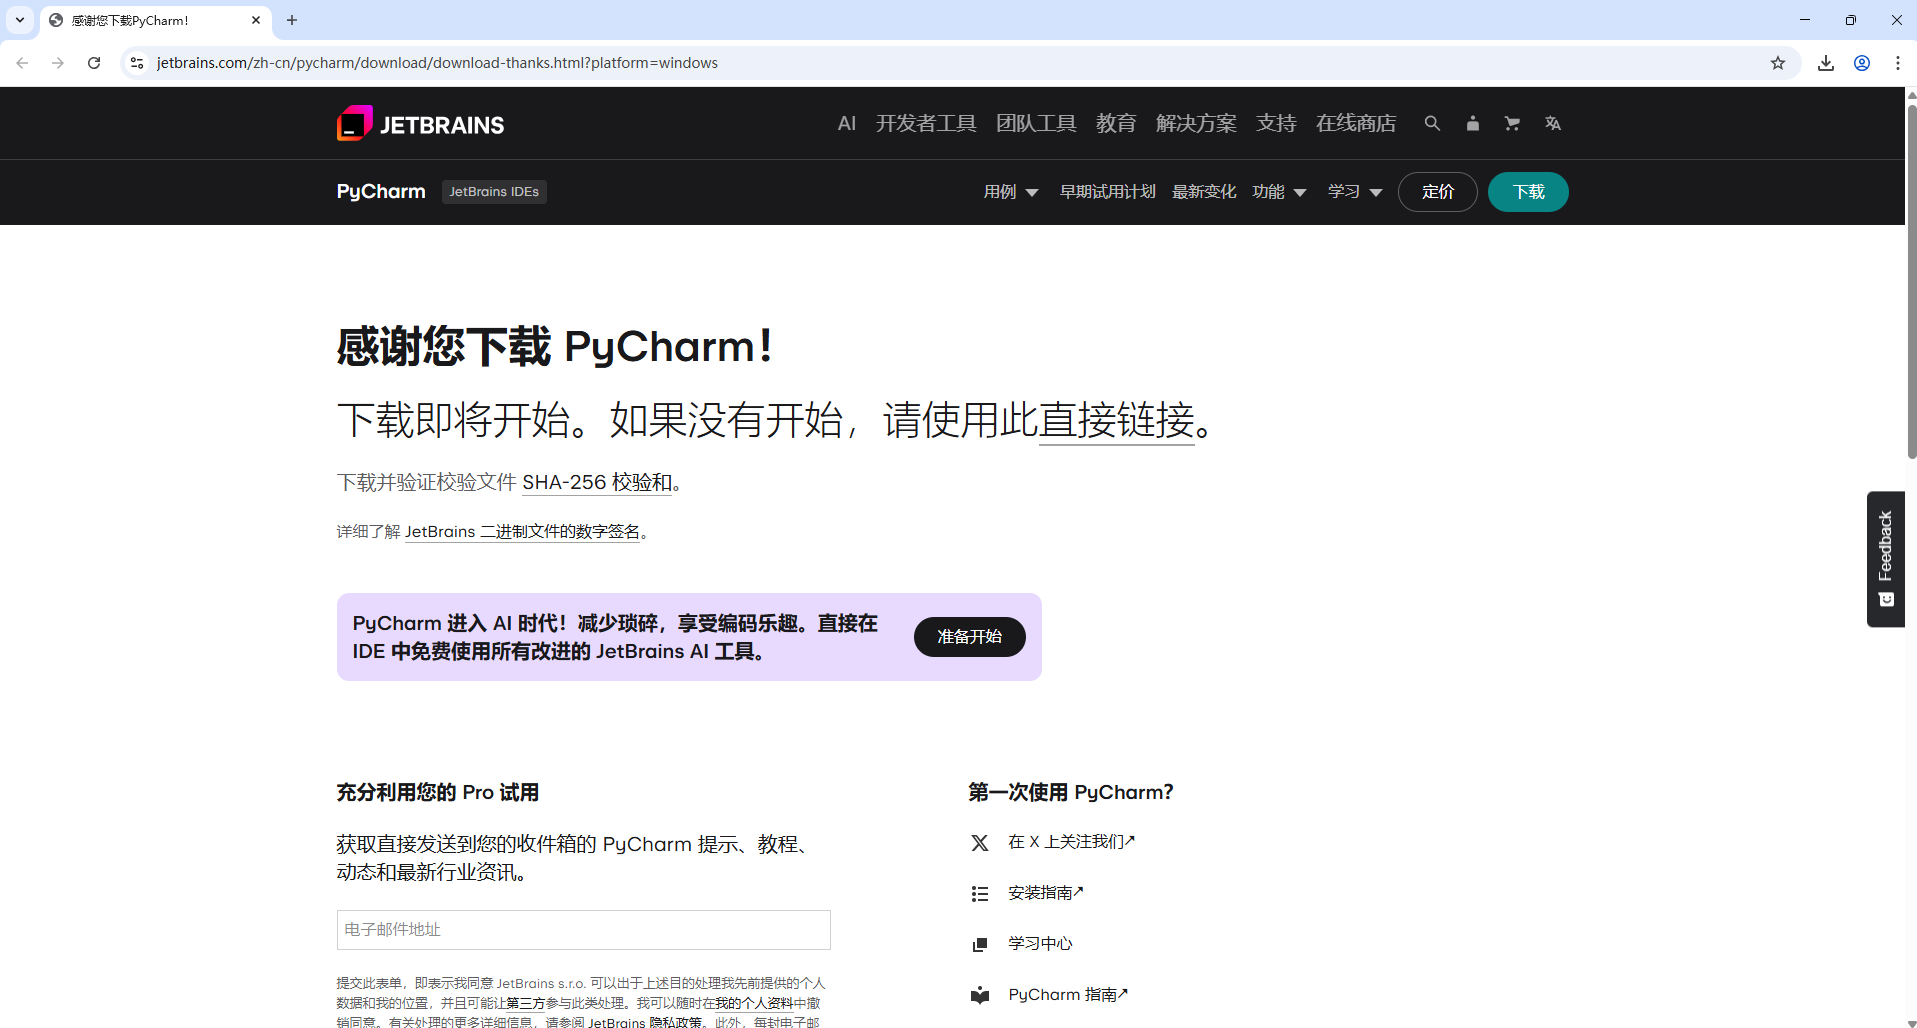 感谢您下载PyCharm!
jetbrains.com/zh-cn/pycharm/download/download-thanks.html?platform=windows
JETBRAINS
AI 开发者工具 团队工具 教育 解决方案 支持 在线商店
PyCharm JetBrains IDEs
用例 早期试用计划 最新变化 功能 学习 定价 下载
感谢您下载 PyCharm!
下载即将开始。如果没有开始，请使用此直接链接。
下载并验证校验文件 SHA-256 校验和。
详细了解 JetBrains 二进制文件的数字签名。
PyCharm 进入 AI 时代！减少琐碎，享受编码乐趣。直接在
IDE 中免费使用所有改进的 JetBrains AI 工具。
准备开始
Feedback
充分利用您的 Pro 试用
获取直接发送到您的收件箱的 PyCharm 提示、教程、
动态和最新行业资讯。
电子邮件地址
提交此表单，即表示我同意 JetBrains s.r.o. 可以出于上述目的处理我先前提供的个人
数据和我的位置，并且可能让第三方参与此类处理。我可以随时在我的个人资料中撤
销同意。有关处理的更多详细信息，请参阅 JetBrains 隐私政策。此外，每封电子邮
第一次使用 PyCharm?
在 X 上关注我们↗
安装指南↗
学习中心
PyCharm 指南↗